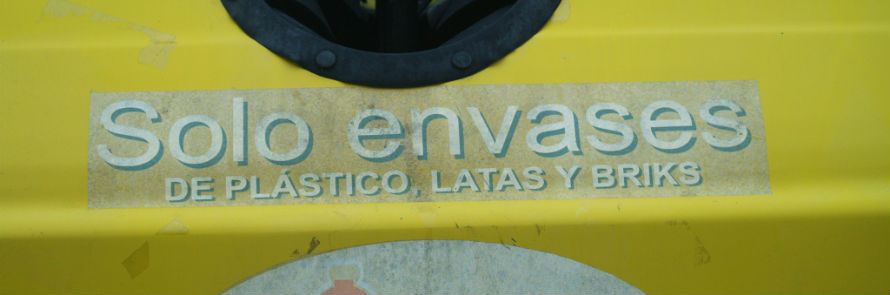 Solo envases
DE PLÁSTICO, LATAS Y BRIKS